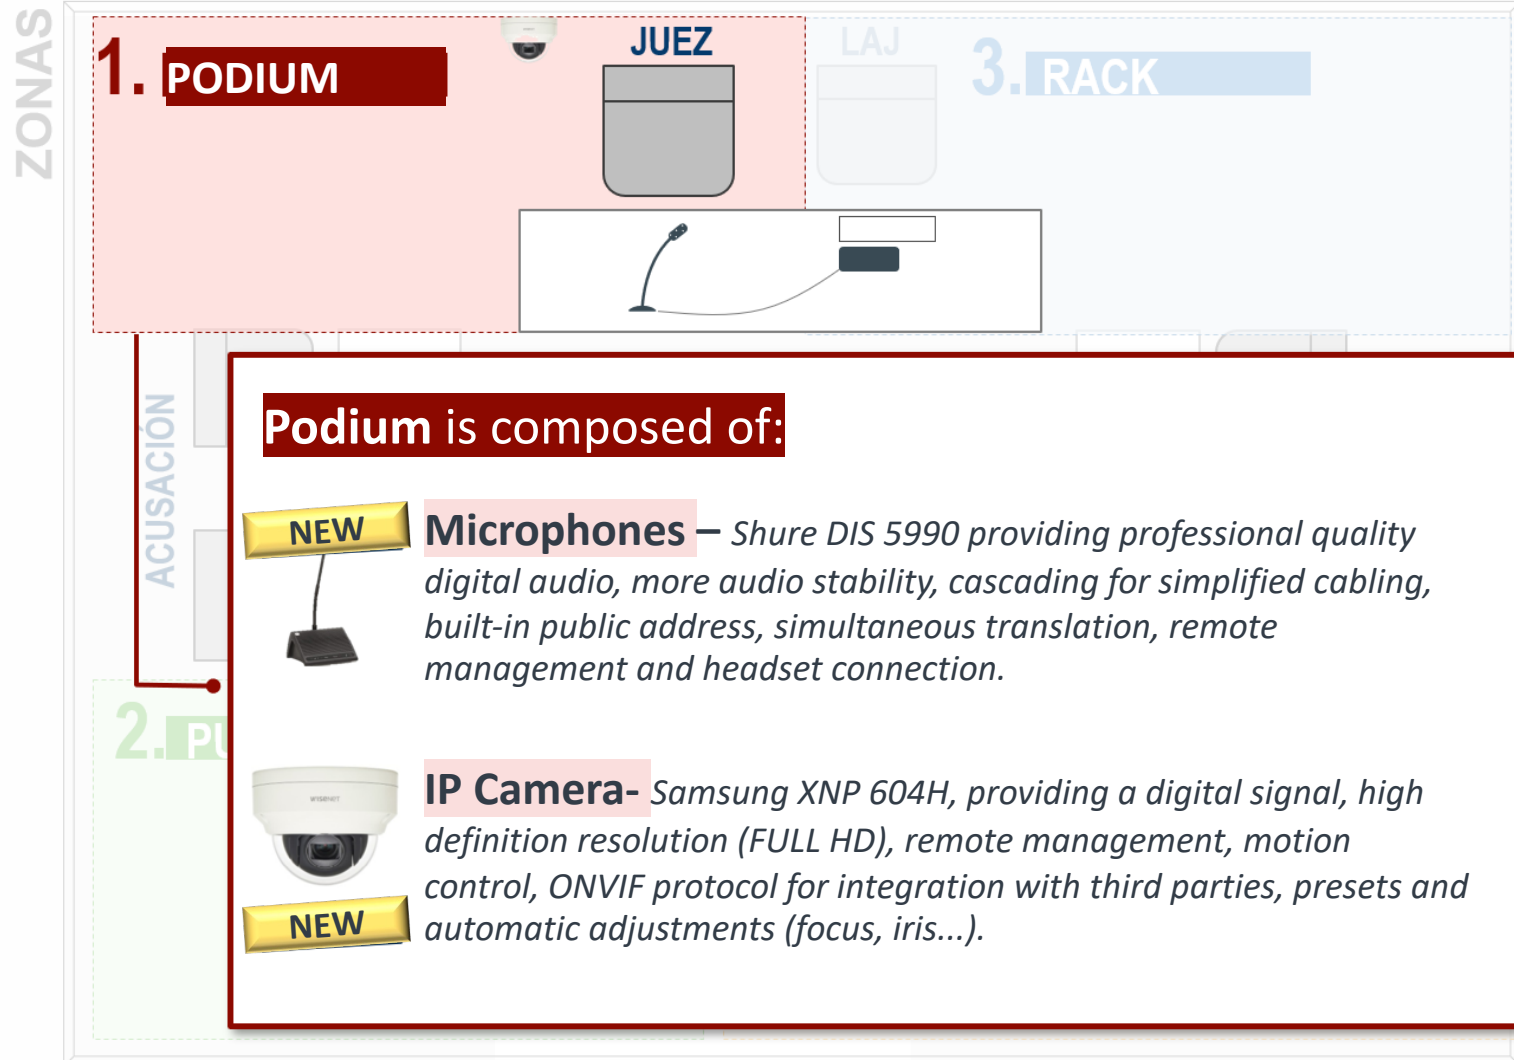 ZONAS
1. PODIUM
JUEZ
LAJ
3. RACK
ACUSACIÓN
2.
Podium is composed of:
NEW
Microphones – Shure DIS 5990 providing professional quality
digital audio, more audio stability, cascading for simplified cabling,
built-in public address, simultaneous translation, remote
management and headset connection.
WISENET
IP Camera- Samsung XNP 604H, providing a digital signal, high
definition resolution (FULL HD), remote management, motion
control, ONVIF protocol for integration with third parties, presets and
automatic adjustments (focus, iris...).
NEW